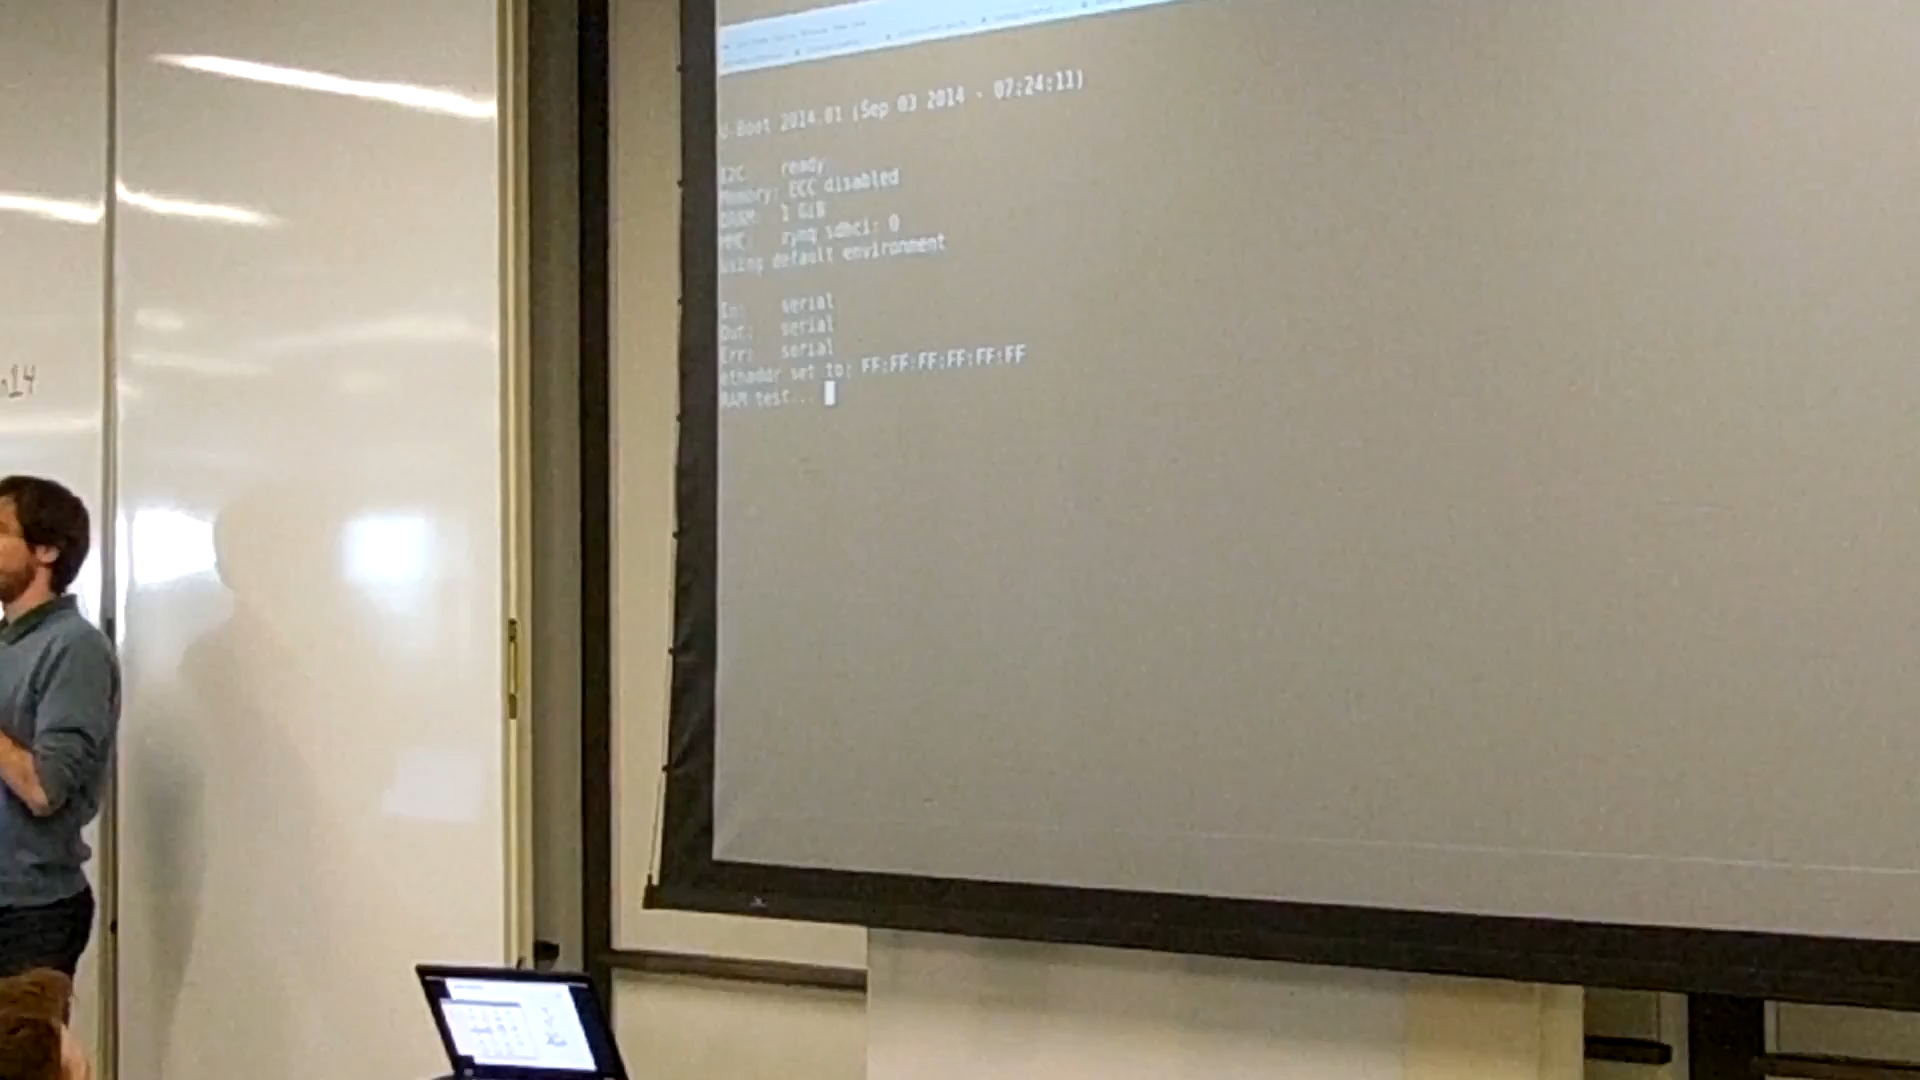 U-Boot 2014.01 (Sep 03 2014 - 07:24:11)
I2C: ready
Memory: ECC disabled
DRAM: 1 GiB
MMC: zynq_sdhci: 0
Using default environment
In: serial
Out: serial
Err: serial
ethaddr set to: FF:FF:FF:FF:FF:FF
RAM test...
14